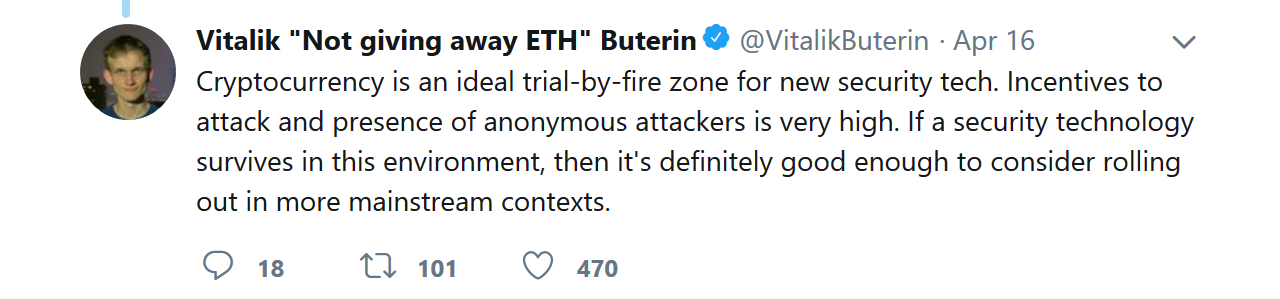 Vitalik "Not giving away ETH" Buterin @VitalikButerin · Apr 16
Cryptocurrency is an ideal trial-by-fire zone for new security tech. Incentives to
attack and presence of anonymous attackers is very high. If a security technology
survives in this environment, then it's definitely good enough to consider rolling
out in more mainstream contexts.
18 101 470